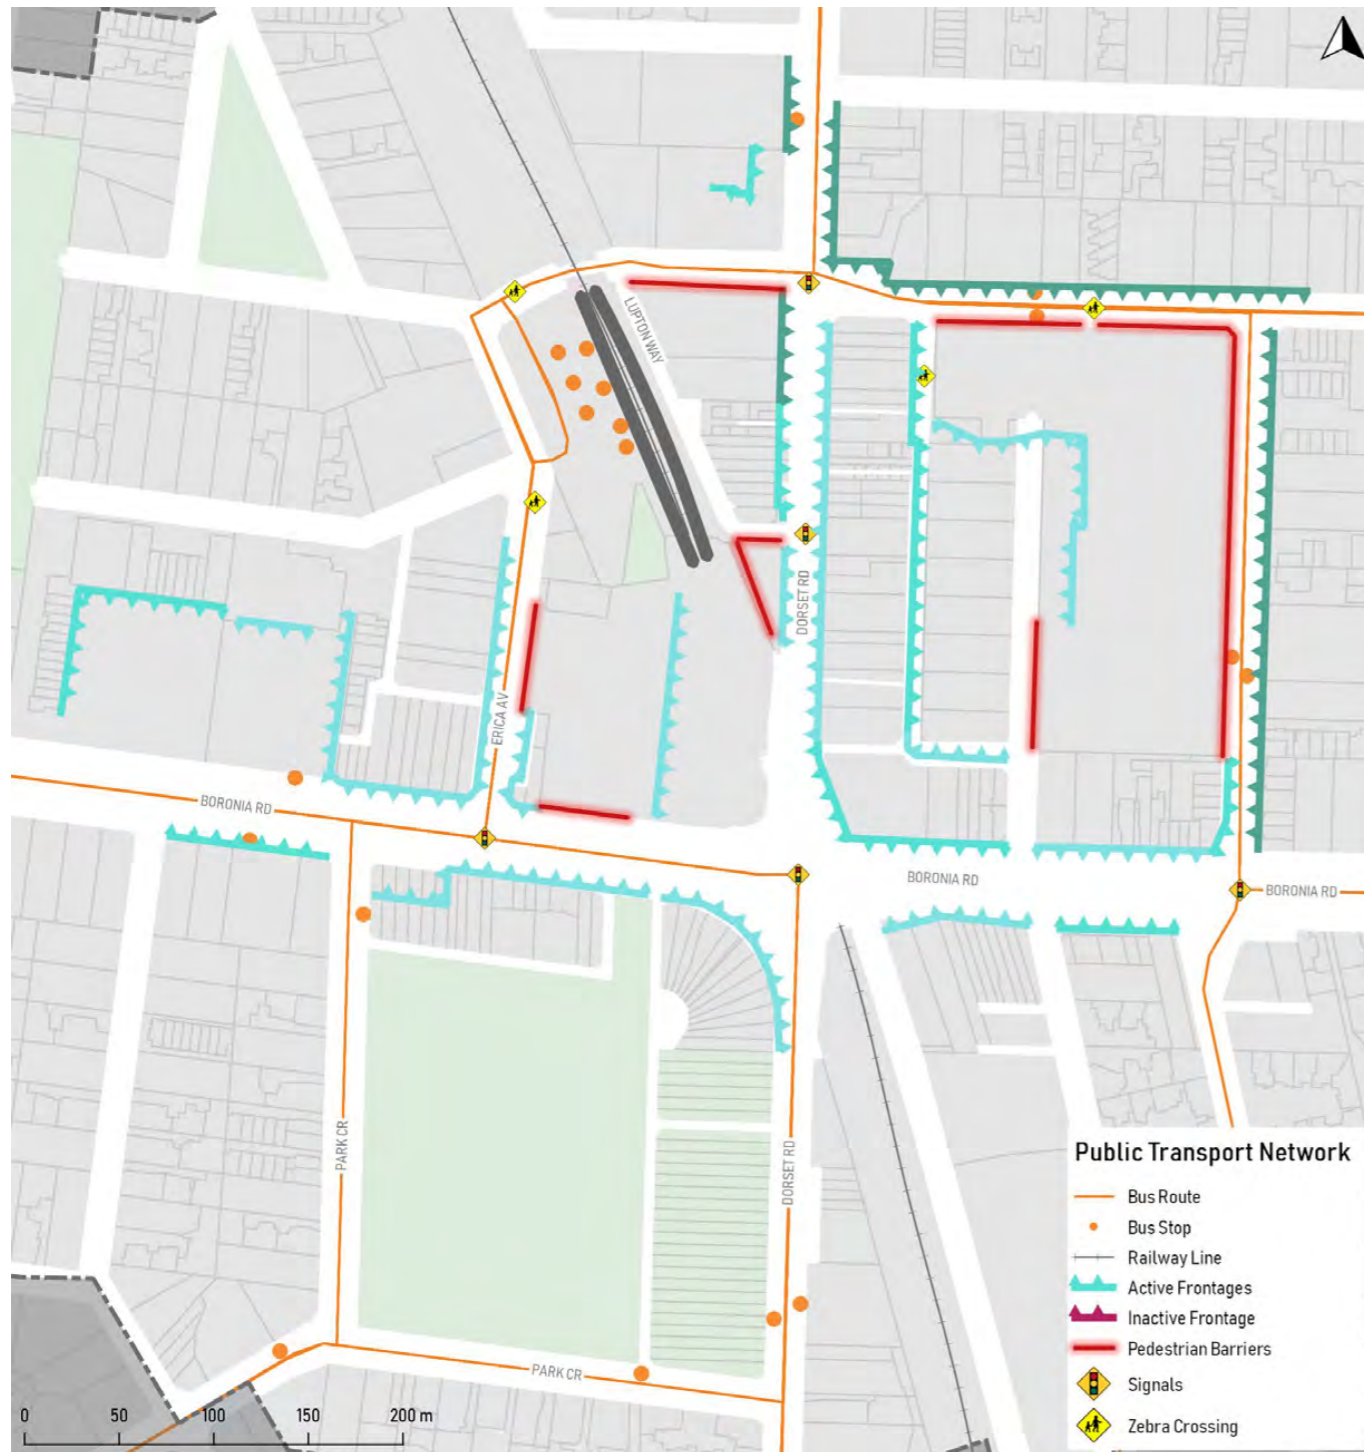 LUPTON WAY
DORSET RD
ERICA AV
BORONIA RD
BORONIA RD
BORONIA RD
PARK CR
DORSET RD
PARK CR
Public Transport Network
Bus Route
Bus Stop
Railway Line
Active Frontages
Inactive Frontage
Pedestrian Barriers
Signals
Zebra Crossing
0 50 100 150 200 m